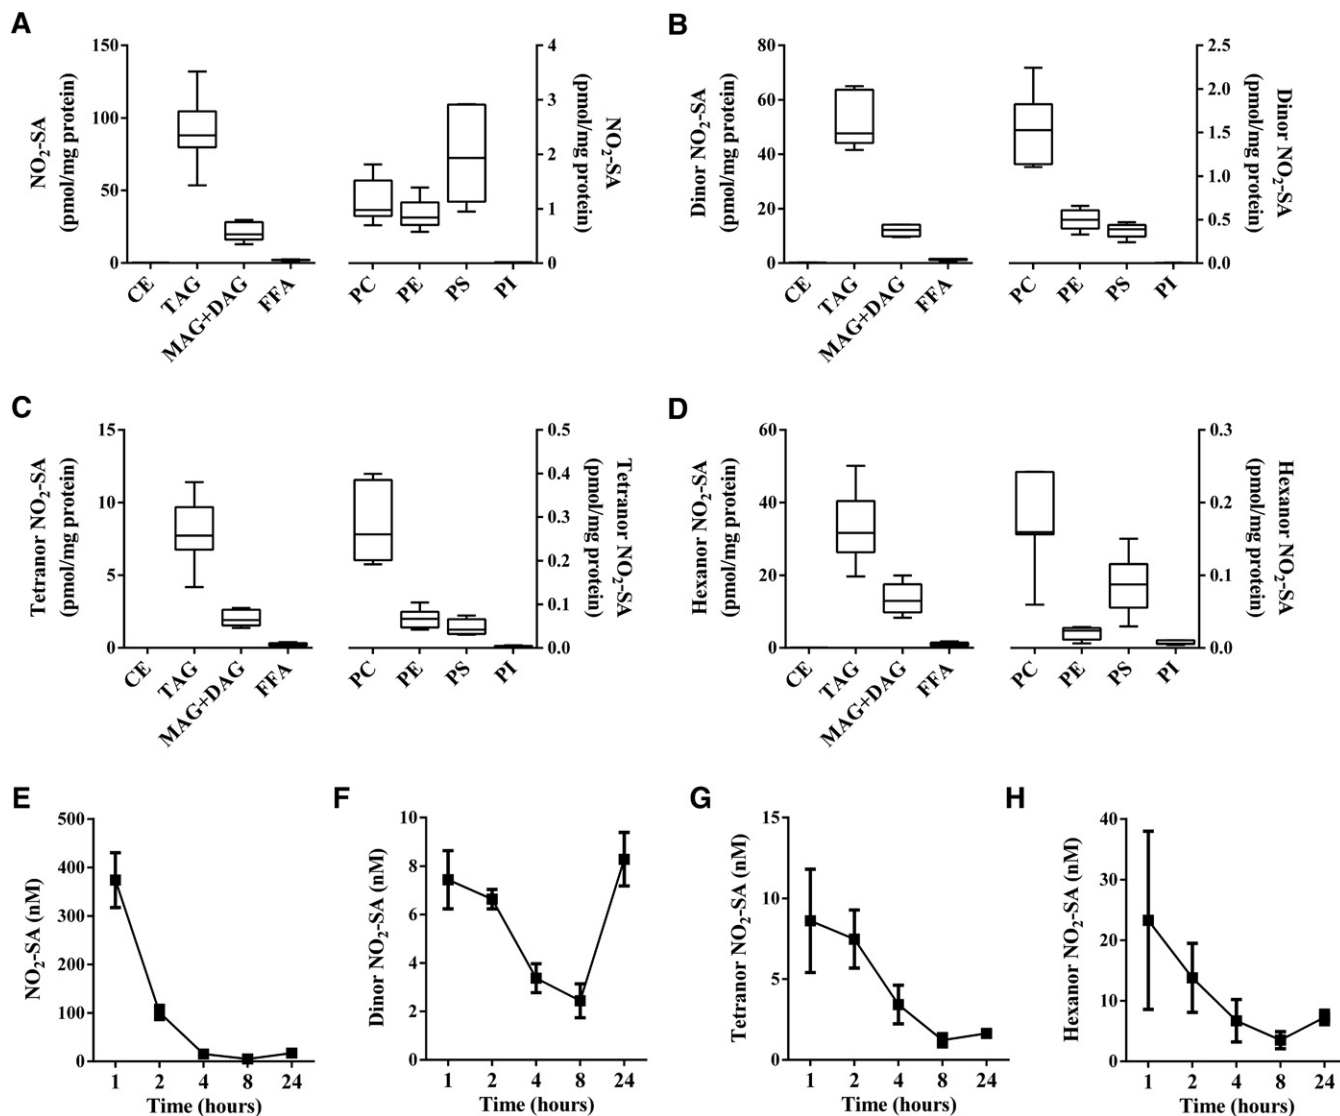 A
NO₂-SA
(pmol/mg protein)
150
100
50
0
CE
TAG
MAG+DAG
FFA
PC
PE
PS
PI
4
3
2
1
0
NO₂-SA
(pmol/mg protein)
B
Dinor NO₂-SA
(pmol/mg protein)
80
60
40
20
0
CE
TAG
MAG+DAG
FFA
PC
PE
PS
PI
2.5
2.0
1.5
1.0
0.5
0.0
Dinor NO₂-SA
(pmol/mg protein)
C
Tetranor NO₂-SA
(pmol/mg protein)
15
10
5
0
CE
TAG
MAG+DAG
FFA
PC
PE
PS
PI
0.5
0.4
0.3
0.2
0.1
0.0
Tetranor NO₂-SA
(pmol/mg protein)
D
Hexanor NO₂-SA
(pmol/mg protein)
60
40
20
0
CE
TAG
MAG+DAG
FFA
PC
PE
PS
PI
0.3
0.2
0.1
0.0
Hexanor NO₂-SA
(pmol/mg protein)
E
NO₂-SA (nM)
500
400
300
200
100
0
1 2 4 8 24
Time (hours)
F
Dinor NO₂-SA (nM)
10
8
6
4
2
0
1 2 4 8 24
Time (hours)
G
Tetranor NO₂-SA (nM)
15
10
5
0
1 2 4 8 24
Time (hours)
H
Hexanor NO₂-SA (nM)
40
30
20
10
0
1 2 4 8 24
Time (hours)